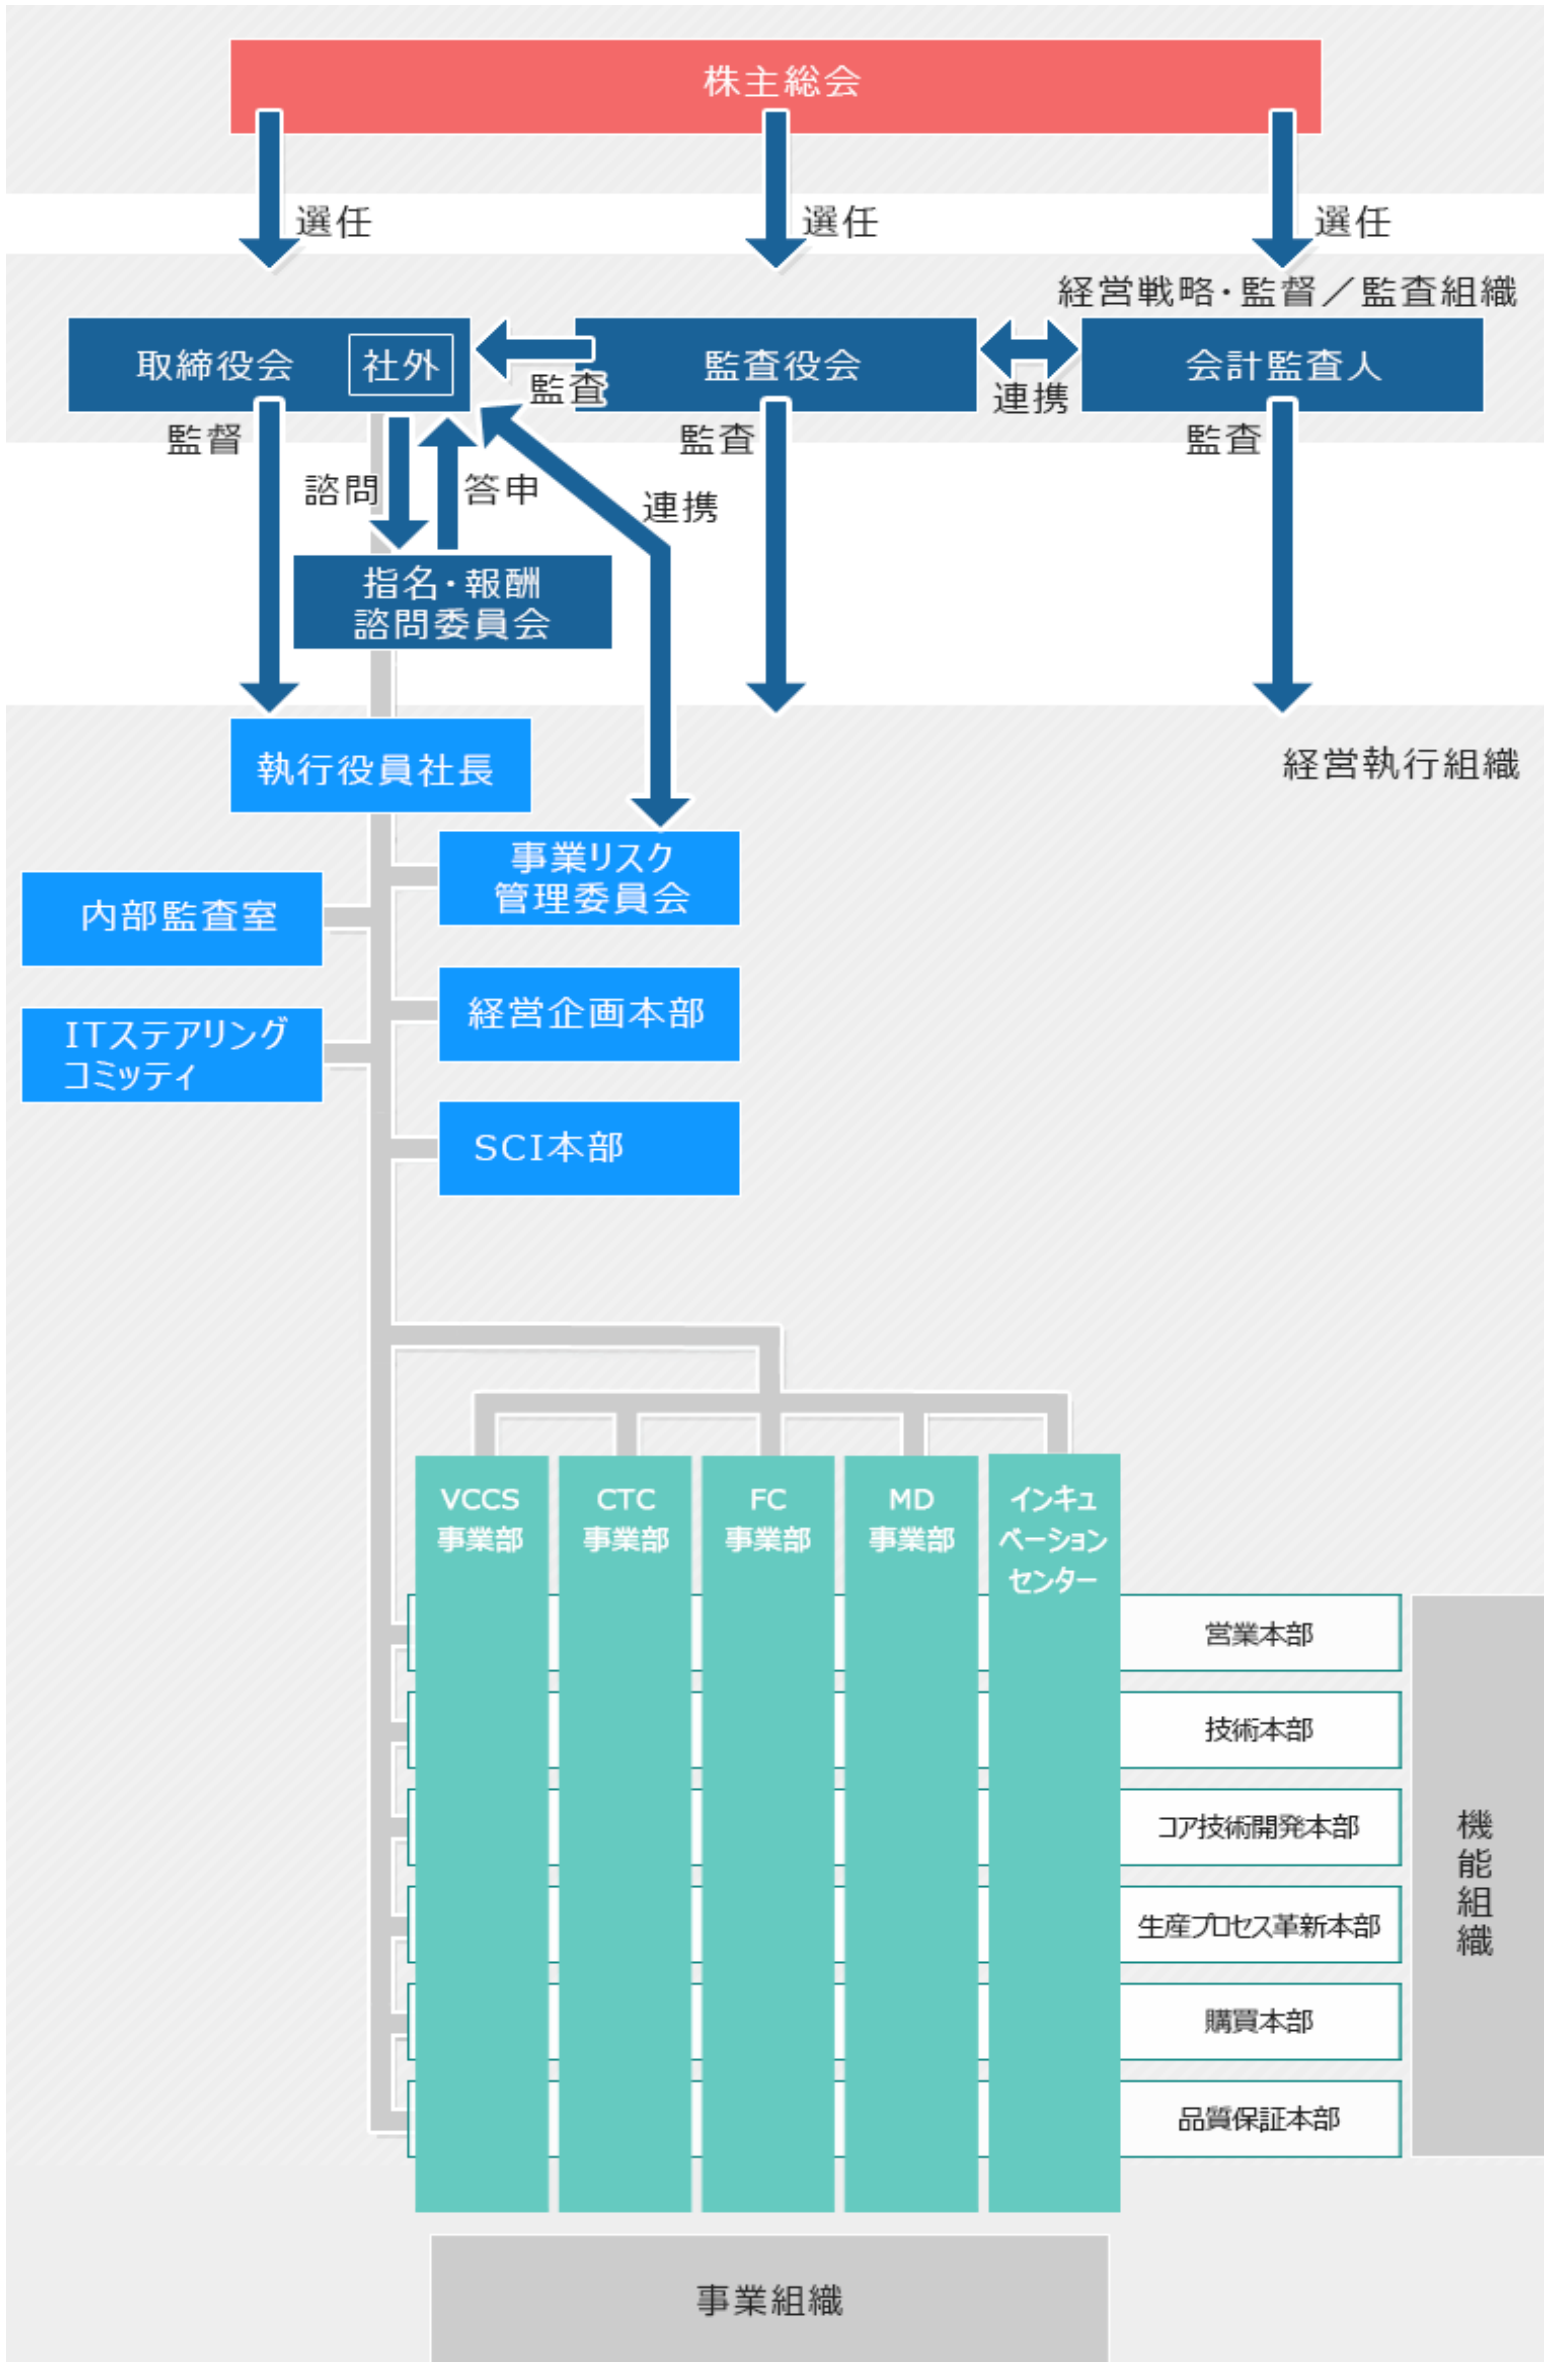 株主総会
選任
選任
選任
経営戦略・監督／監査組織
取締役会
社外
監査
監査役会
連携
会計監査人
監督
諮問
答申
連携
監査
監査
指名・報酬
諮問委員会
執行役員社長
経営執行組織
事業リスク
管理委員会
内部監査室
経営企画本部
ITステアリング
コミッティ
SCI本部
VCCS
事業部
CTC
事業部
FC
事業部
MD
事業部
インキュ
ベーション
センター
営業本部
技術本部
コア技術開発本部
生産プロセス革新本部
購買本部
品質保証本部
機能組織
事業組織